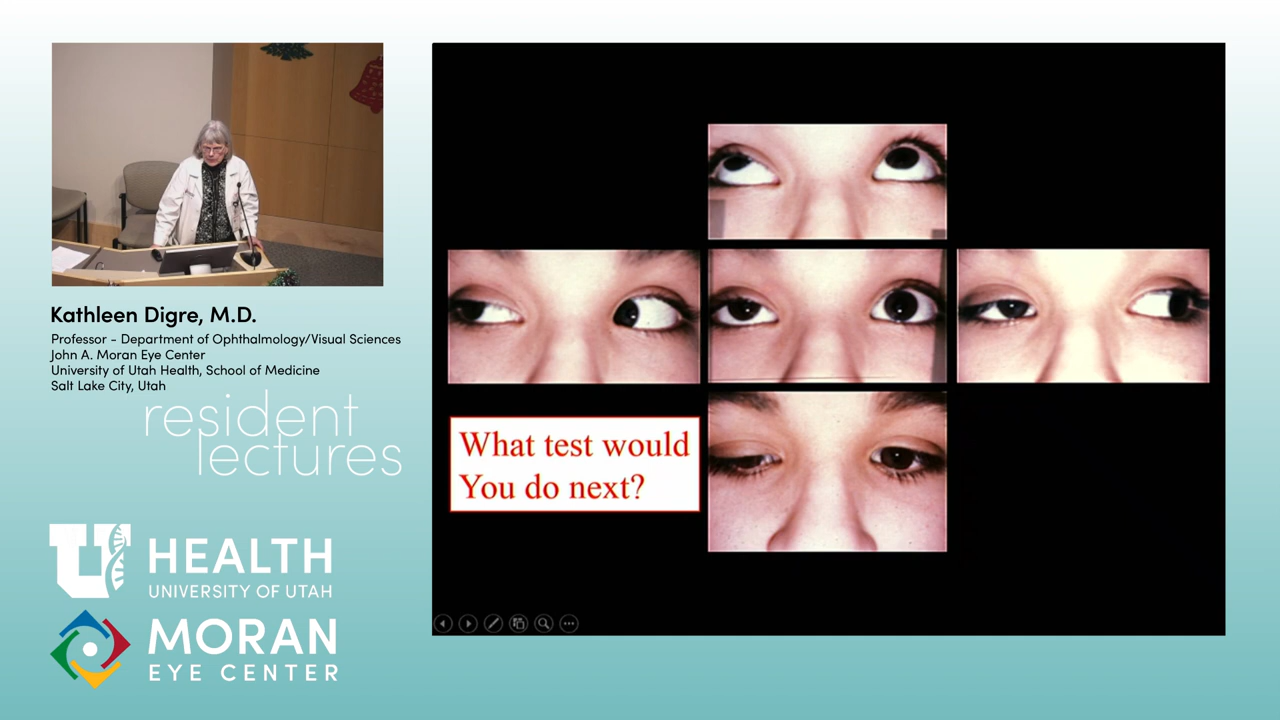 Kathleen Digre, M.D.
Professor - Department of Ophthalmology/Visual Sciences
John A. Moran Eye Center
University of Utah Health, School of Medicine
Salt Lake City, Utah
resident
lectures
U HEALTH
UNIVERSITY OF UTAH
MORAN
EYE CENTER
What test would
You do next?